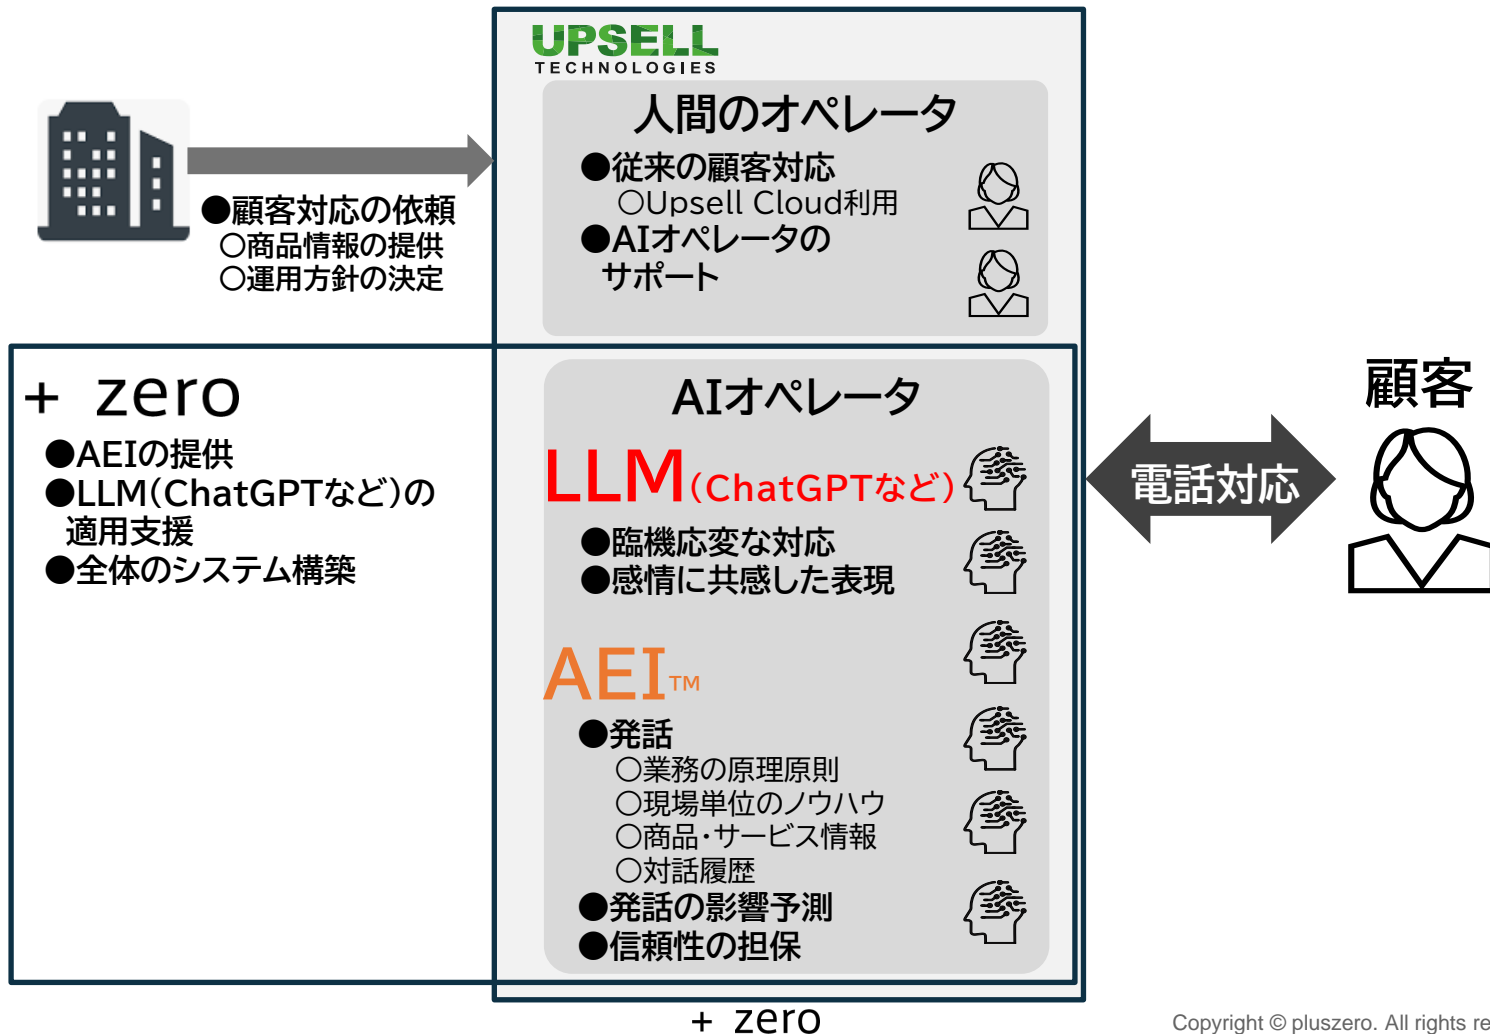 UPSELL
TECHNOLOGIES
人間のオペレータ
●従来の顧客対応
○Upsell Cloud利用
●AIオペレータの
サポート
●顧客対応の依頼
○商品情報の提供
○運用方針の決定
+ zero
●AEIの提供
●LLM(ChatGPTなど)の
適用支援
●全体のシステム構築
AIオペレータ
LLM(ChatGPTなど)
●臨機応変な対応
●感情に共感した表現
AEI™
●発話
○業務の原理原則
○現場単位のノウハウ
○商品・サービス情報
○対話履歴
●発話の影響予測
●信頼性の担保
電話対応
顧客
+ zero
Copyright © pluszero. All rights re